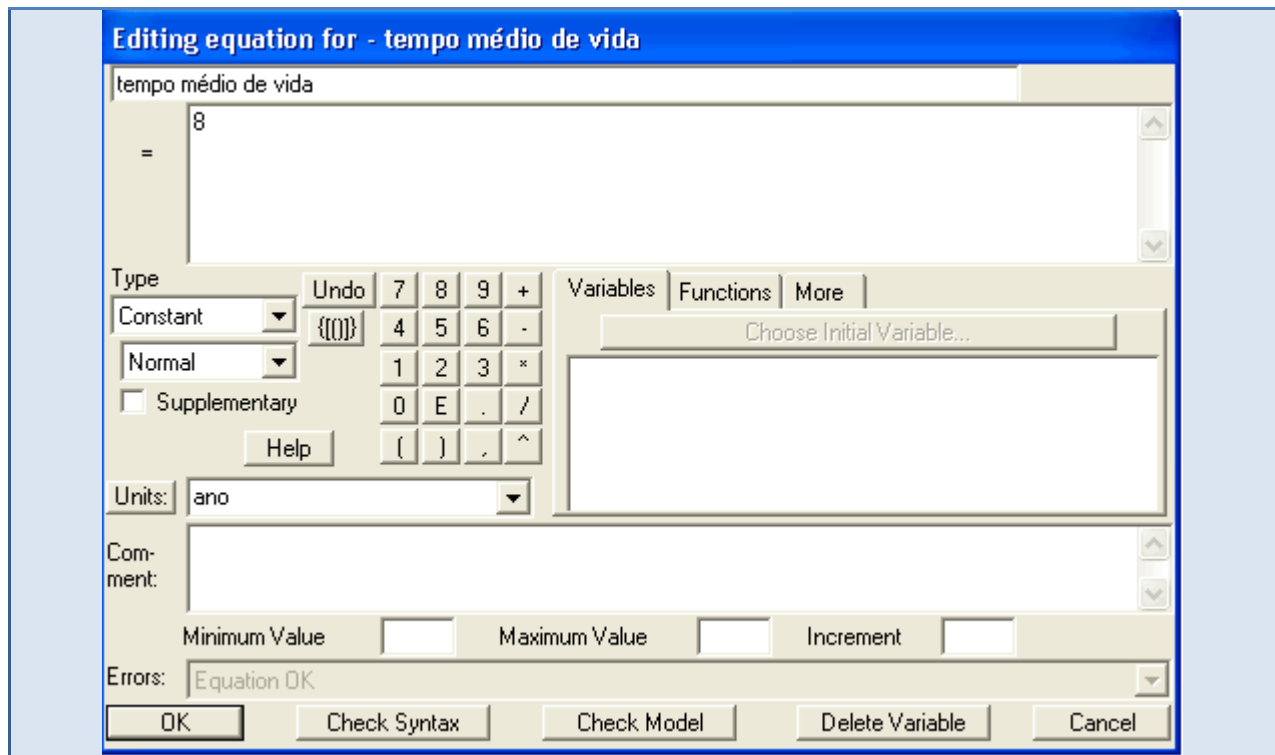 Editing equation for - tempo médio de vida
tempo médio de vida
=
8
Type
Constant
Normal
Supplementary
Help
Undo 7 8 9 +
{[()]} 4 5 6 -
1 2 3 *
0 E . /
( ) , ^
Variables Functions More
Choose Initial Variable...
Units: ano
Com-
ment:
Minimum Value Maximum Value Increment
Errors: Equation OK
OK Check Syntax Check Model Delete Variable Cancel